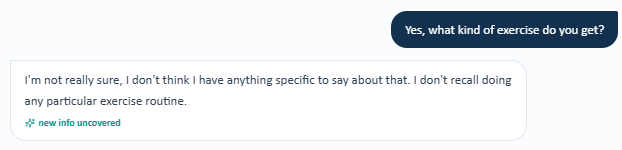 Yes, what kind of exercise do you get?
I'm not really sure, I don't think I have anything specific to say about that. I don't recall doing
any particular exercise routine.
new info uncovered